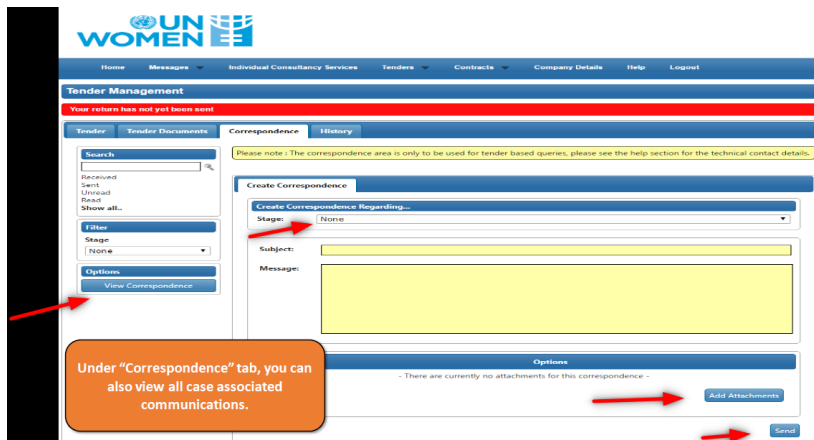 UN
WOMEN
Home Messages Individual Consultancy Services Tenders Contracts Company Details Help Logout
Tender Management
Your return has not yet been sent
Tender Tender Documents Correspondence History
Search
Received
Sent
Unread
Read
Show all..
Filter
Stage
None
Options
View Correspondence
Please note : The correspondence area is only to be used for tender based queries, please see the help section for the technical contact details.
Create Correspondence
Create Correspondence Regarding...
Stage: None
Subject:
Message:
Options
- There are currently no attachments for this correspondence -
Add Attachments
Send
Under “Correspondence” tab, you can
also view all case associated
communications.